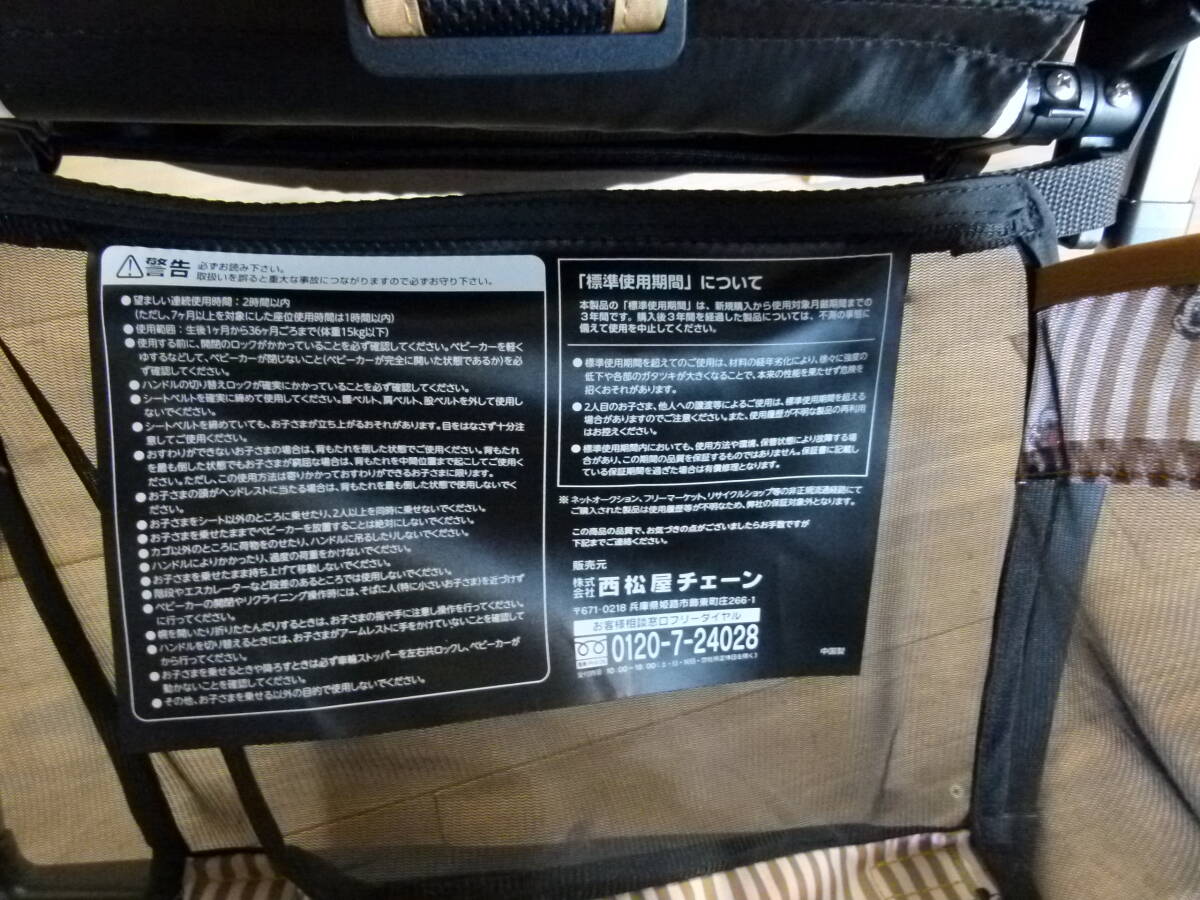 警告 必ずお読み下さい。
取扱いを誤ると重大な事故につながりますので必ずお守り下さい。
●望ましい連続使用時間：2時間以内
(ただし、7ヶ月以上を対象にした座位使用時間は1時間以内)
●使用範囲：生後1ヶ月から36ヶ月ごろまで(体重15kg以下)
●使用する前に、開閉のロックがかかっていることを必ず確認してください。ベビーカーを軽く
ゆするなどして、ベビーカーが閉じないこと(ベビーカーが完全に開いた状態であるか)を必
ず確認してください。
●ハンドルの切り替えロックが確実にかかっていることを必ず確認してください。
●シートベルトを確実に締めて使用してください。腰ベルト、肩ベルト、股ベルトを外して使用し
ないでください。
●シートベルトを締めていても、お子さまが立ち上がるおそれがあります。目をはなさず十分注
意してご使用ください。
●おすわりができないお子さまの場合は、背もたれを倒した状態でご使用ください。背もたれ
を最も倒した状態でもお子さまが窮屈な場合は、背もたれを中間位置まで起こしてご使用く
ださい。ただし、この使用方法は寄りかかっておすわりができるお子さまに限ります。
●お子さまの頭がヘッドレストに当たる場合は、背もたれを最も倒した状態で使用しないでく
ださい。
●お子さまをシート以外のところに乗せたり、2人以上を同時に乗せないでください。
●お子さまを乗せたままでベビーカーを放置することは絶対にしないでください。
●カゴ以外のところに荷物をのせたり、ハンドルに吊るしたりしないでください。
●ハンドルによりかかったり、過度の荷重をかけないでください。
●お子さまを乗せたまま持ち上げて移動しないでください。
●階段やエスカレーターなど段差のあるところでは使用しないでください。
●ベビーカーの開閉やリクライニング操作時には、そばに人(特に小さいお子さま)を近づけず
に行ってください。
●幌を開いたり折りたたんだりするときは、お子さまの指や手に注意し操作を行ってください。
●ハンドルを切り替えるときには、お子さまがアームレストに手をかけていないことを確認して
から行ってください。
●お子さまを乗せるときや降ろすときは必ず車輪ストッパーを左右共ロックし、ベビーカーが
動かないことを確認してください。
●その他、お子さまを乗せる以外の目的で使用しないでください。
「標準使用期間」について
本製品の「標準使用期間」は、新規購入から使用対象月齢期間までの
3年間です。購入後3年間を経過した製品については、不測の事態に
備えて使用を中止してください。
●標準使用期間を超えてのご使用は、材料の経年劣化により、徐々に強度の
低下や各部のガタツキが大きくなることで、本来の性能を果たせず危険を
招くおそれがあります。
●2人目のお子さま、他人への譲渡等によるご使用は、標準使用期間を超える
場合がありますのでご注意ください。また、使用履歴が不明な製品の再利用
はお控えください。
●標準使用期間内においても、使用方法や環境、保管状態により故障する場
合があり、この期間の品質を保証するものではありません。保証書に記載し
ている保証期間を過ぎた場合は有償修理となります。
※ネットオークション、フリーマーケット、リサイクルショップ等の非正規流通経路にて
ご購入された製品は使用履歴等が不明なため、弊社の保証対象外となります。
この商品の品質で、お気づきの点がございましたらお手数ですが
下記までご連絡ください。
販売元
株式会社 西松屋チェーン
〒671-0218 兵庫県姫路市飾東町庄266-1
お客様相談窓口フリーダイヤル
0120-7-24028
中国製